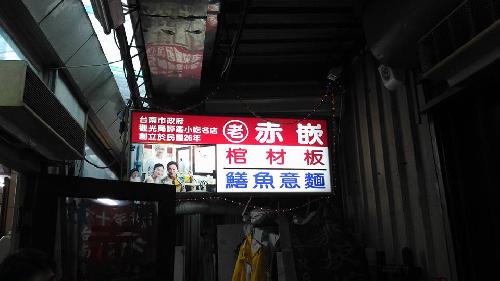 台南市政府
觀光局評鑑小吃名店
創立於民國26年
老 赤嵌
棺材板
鱔魚意麵